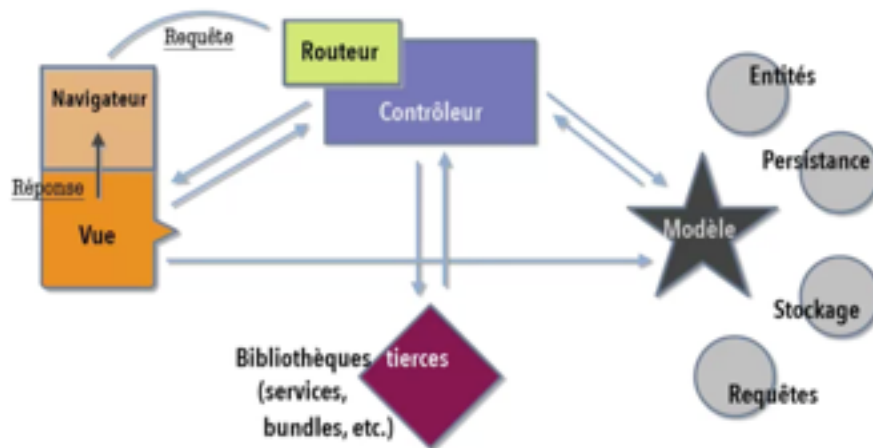 Requête
Routeur
Contrôleur
Navigateur
Réponse
Vue
Entités
Persistance
Modèle
Stockage
Requêtes
Bibliothèques tierces
(services,
bundles, etc.)